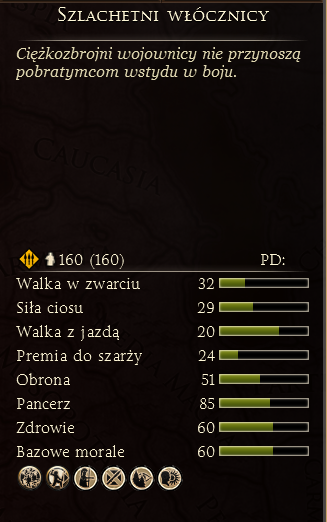 Szlachetni włócznicy
Ciężkozbrojni wojownicy nie przynoszą
pobratymcom wstydu w boju.
Caucasia
160 (160) PD:
Walka w zwarciu 32
Siła ciosu 29
Walka z jazdą 20
Premia do szarży 24
Obrona 51
Pancerz 85
Zdrowie 60
Bazowe morale 60